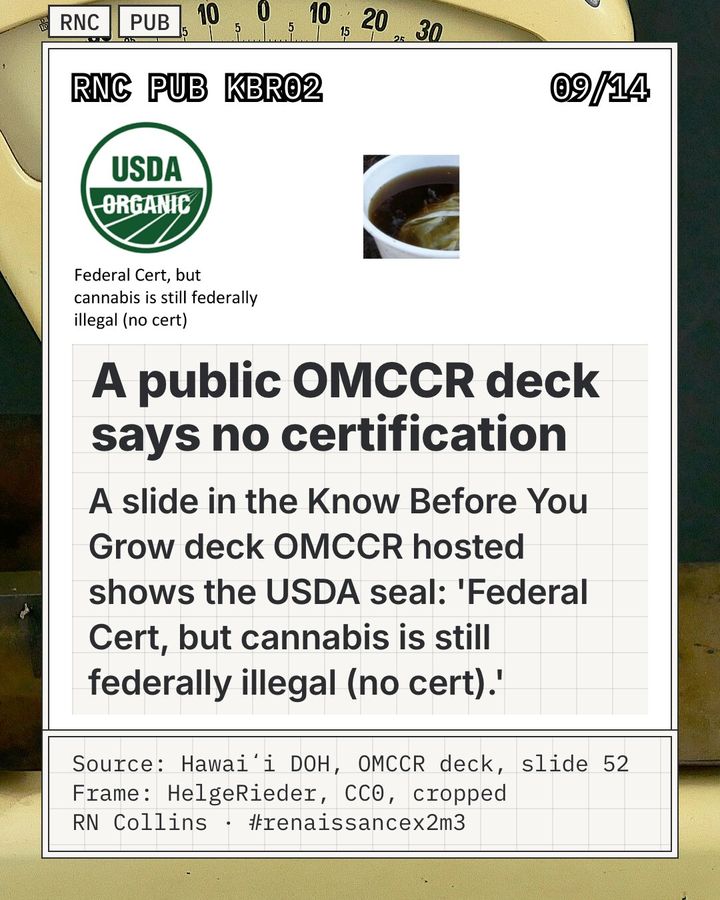 RNC PUB
10 0 10 20 30
15 25
RNC PUB KBR02 09/14
USDA
ORGANIC
Federal Cert, but
cannabis is still federally
illegal (no cert)
A public OMCCR deck
says no certification
A slide in the Know Before You
Grow deck OMCCR hosted
shows the USDA seal: 'Federal
Cert, but cannabis is still
federally illegal (no cert).'
Source: Hawaiʻi DOH, OMCCR deck, slide 52
Frame: HelgeRieder, CC0, cropped
RN Collins · #renaissancex2m3